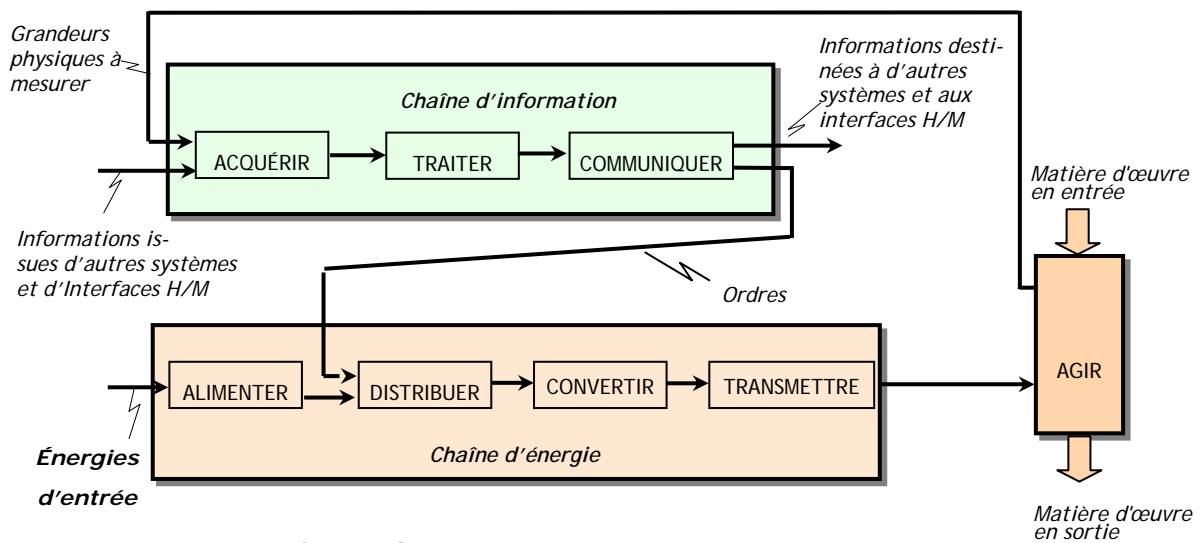 Grandeurs
physiques à
mesurer
Informations desti-
nées à d'autres
systèmes et aux
interfaces H/M
Chaîne d'information
ACQUÉRIR
TRAITER
COMMUNIQUER
Matière d'œuvre
en entrée
Informations is-
sues d'autres systèmes
et d'Interfaces H/M
Ordres
ALIMENTER
DISTRIBUER
CONVERTIR
TRANSMETTRE
AGIR
Chaîne d'énergie
Énergies
d'entrée
Matière d'œuvre
en sortie